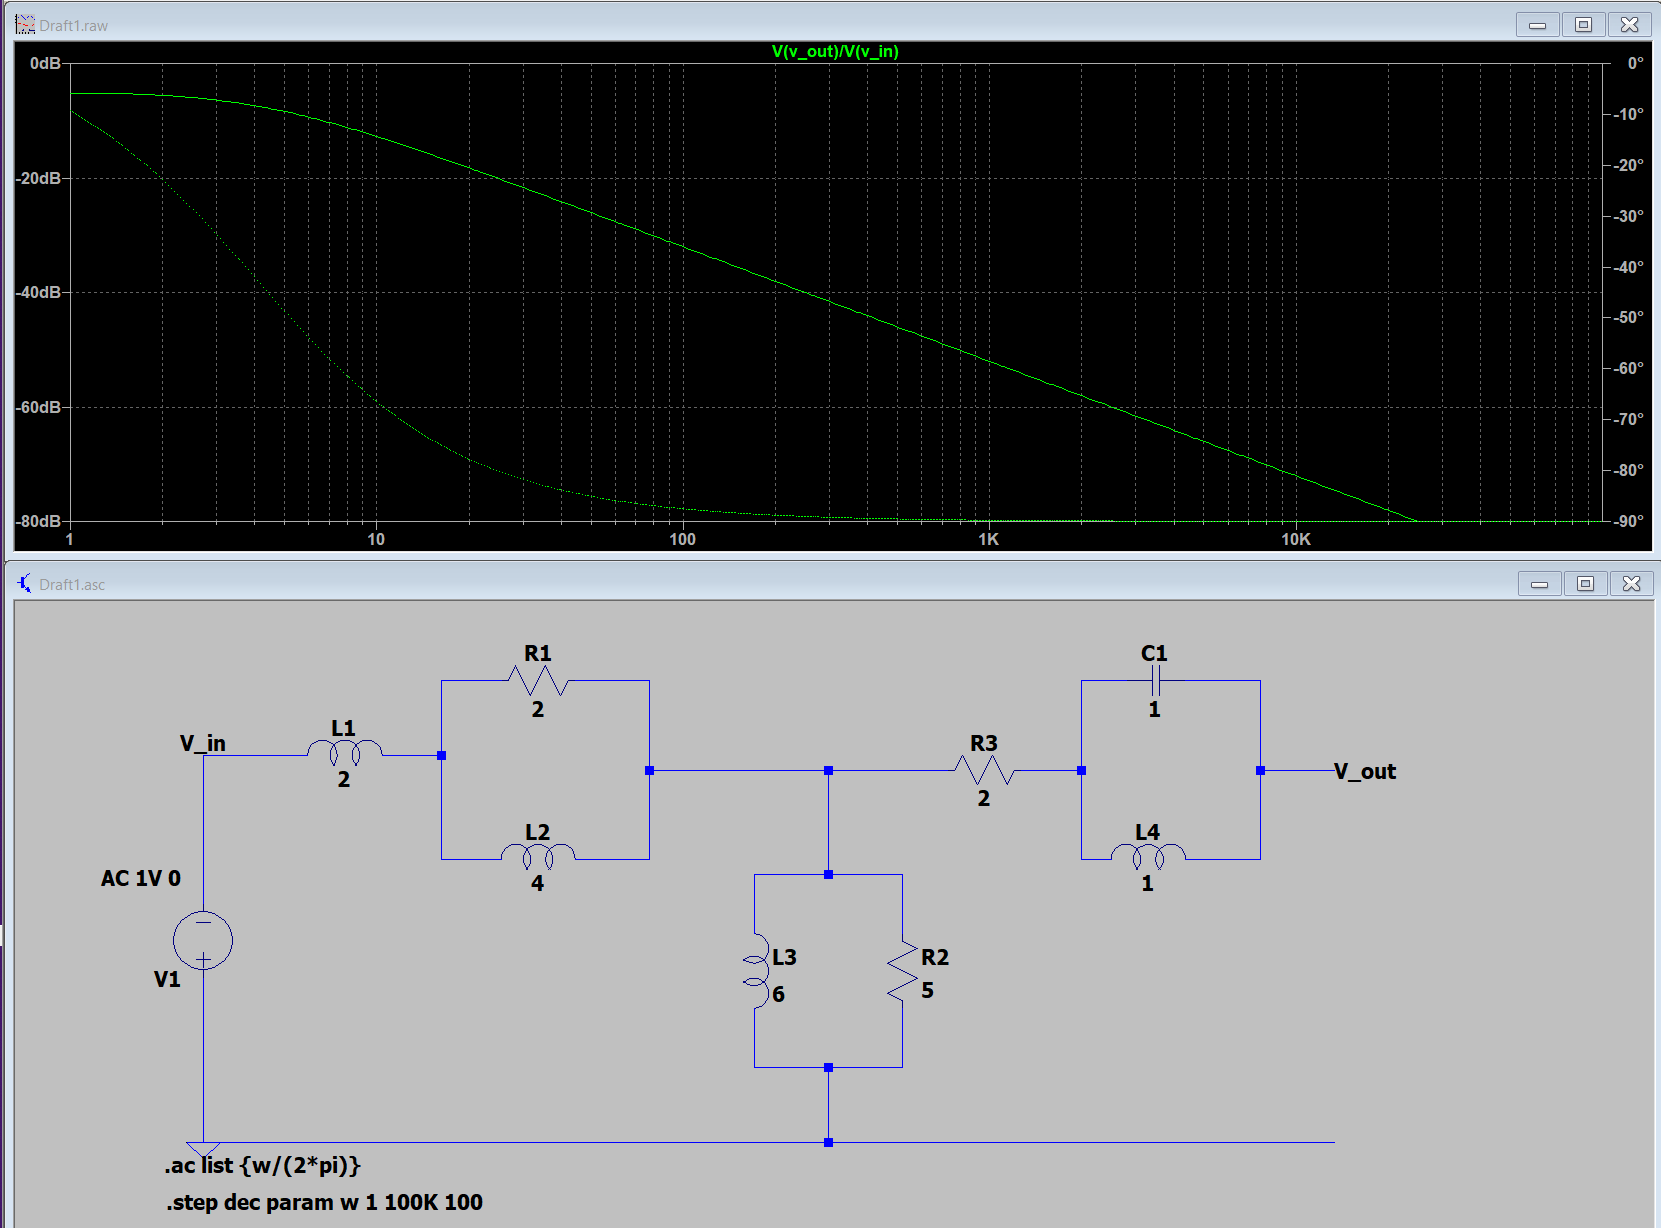 Draft1.raw
V(v_out)/V(v_in)
0dB
-20dB
-40dB
-60dB
-80dB
0°
-10°
-20°
-30°
-40°
-50°
-60°
-70°
-80°
-90°
1 10 100 1K 10K
Draft1.asc
R1
2
C1
1
V_in
L1
2
R3
2
V_out
L2
4
L4
1
AC 1V 0
V1
L3
6
R2
5
.ac list {w/(2*pi)}
.step dec param w 1 100K 100